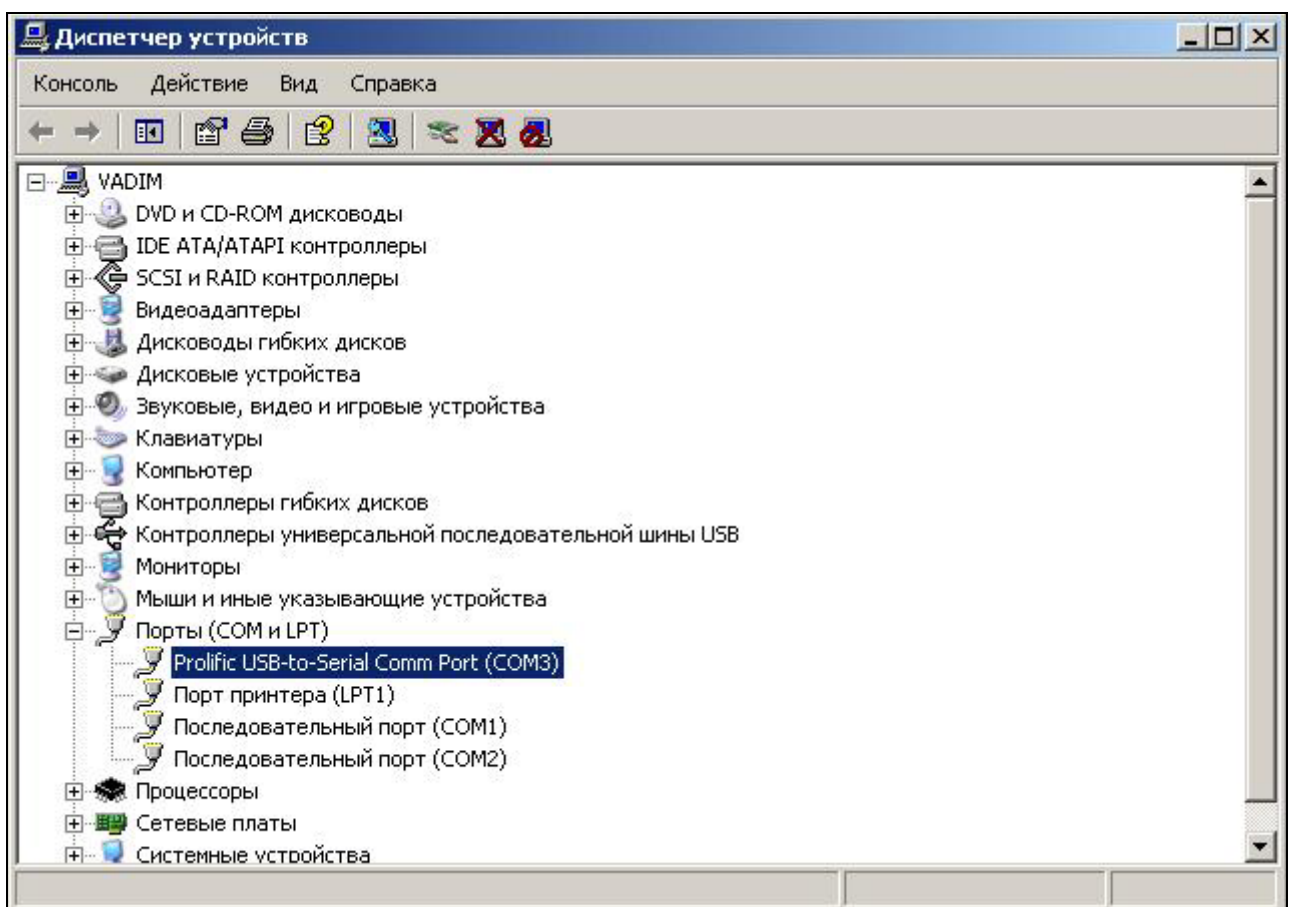 Диспетчер устройств
Консоль Действие Вид Справка
VADIM
DVD и CD-ROM дисководы
IDE ATA/ATAPI контроллеры
SCSI и RAID контроллеры
Видеоадаптеры
Дисководы гибких дисков
Дисковые устройства
Звуковые, видео и игровые устройства
Клавиатуры
Компьютер
Контроллеры гибких дисков
Контроллеры универсальной последовательной шины USB
Мониторы
Мыши и иные указывающие устройства
Порты (COM и LPT)
Prolific USB-to-Serial Comm Port (COM3)
Порт принтера (LPT1)
Последовательный порт (COM1)
Последовательный порт (COM2)
Процессоры
Сетевые платы
Системные устройства